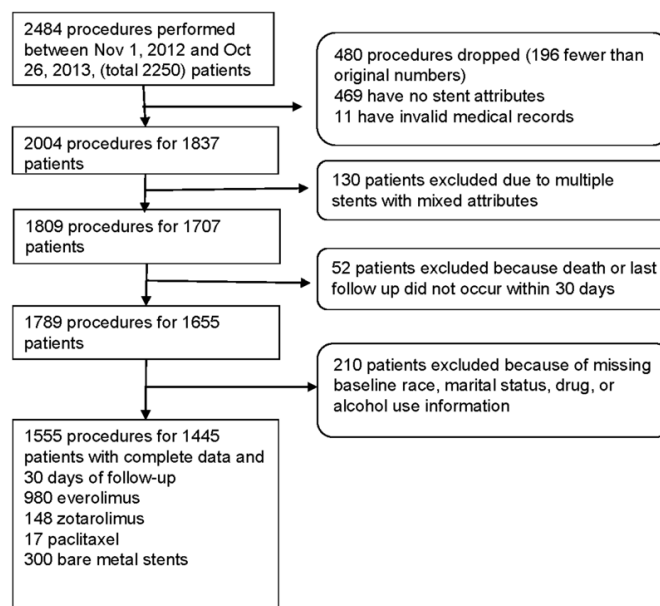 2484 procedures performed
between Nov 1, 2012 and Oct
26, 2013, (total 2250) patients
480 procedures dropped (196 fewer than
original numbers)
469 have no stent attributes
11 have invalid medical records
2004 procedures for 1837
patients
130 patients excluded due to multiple
stents with mixed attributes
1809 procedures for 1707
patients
52 patients excluded because death or last
follow up did not occur within 30 days
1789 procedures for 1655
patients
210 patients excluded because of missing
baseline race, marital status, drug, or
alcohol use information
1555 procedures for 1445
patients with complete data and
30 days of follow-up
980 everolimus
148 zotarolimus
17 paclitaxel
300 bare metal stents